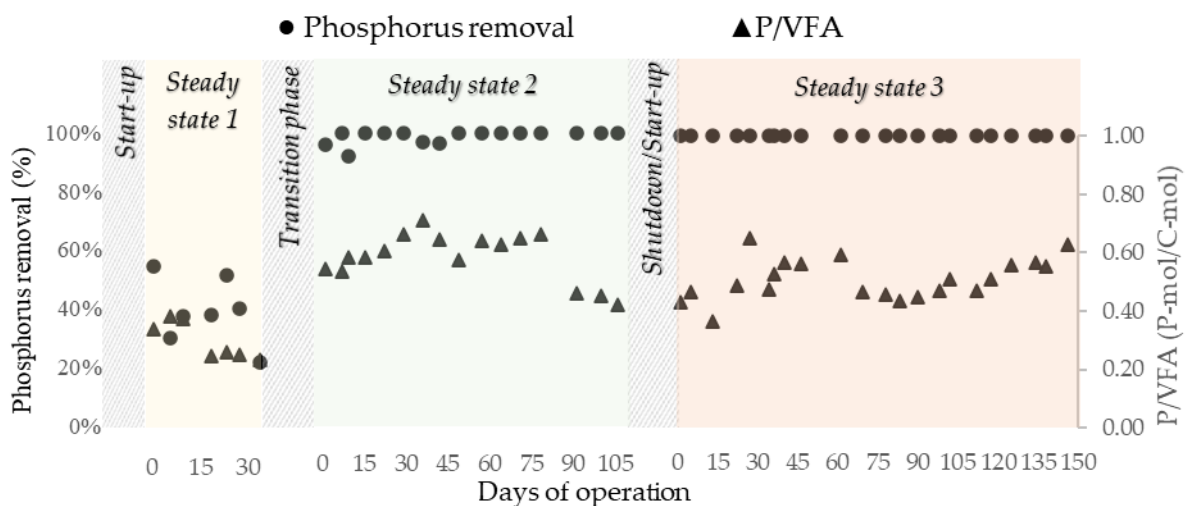 ● Phosphorus removal ▲P/VFA
Start-up
Steady
state 1
Transition phase
Steady state 2
Shutdown/Start-up
Steady state 3
Phosphorus removal (%)
100%
80%
60%
40%
20%
0%
1.00
0.80
0.60
0.40
0.20
0.00
P/VFA (P-mol/C-mol)
0 15 30 0 15 30 45 60 75 90 105 0 15 30 45 60 75 90 105 120 135 150
Days of operation